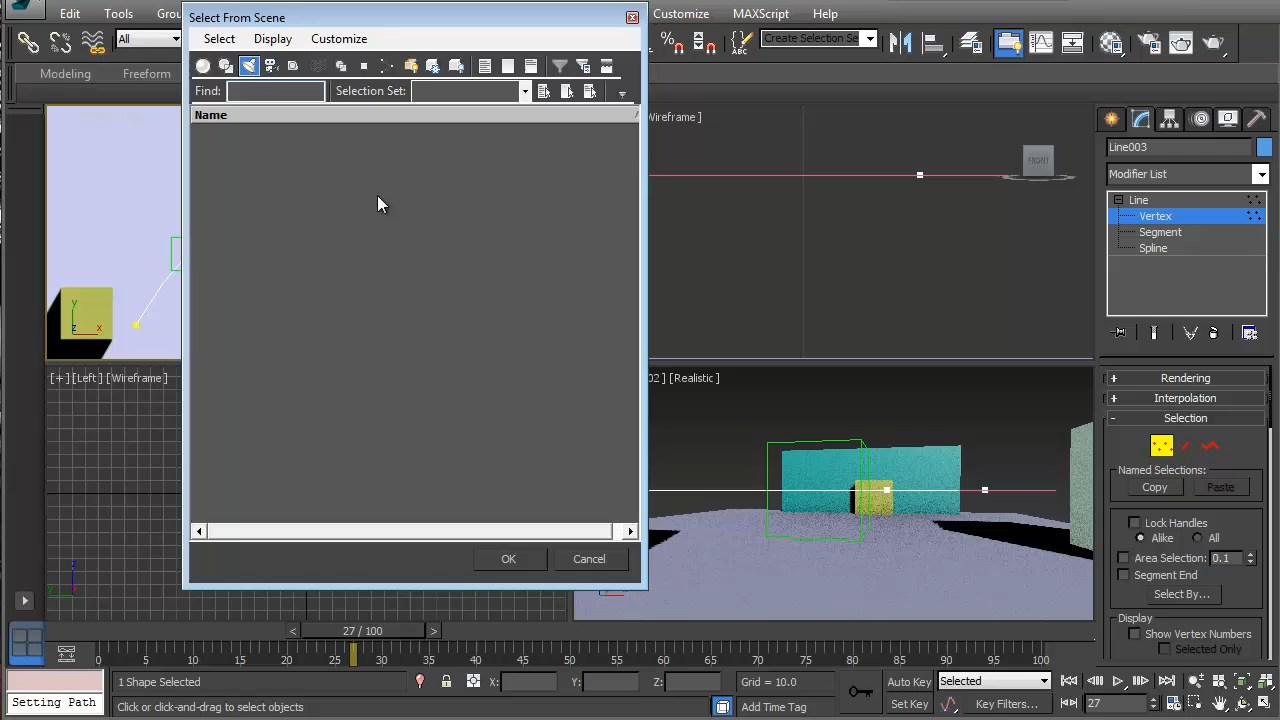 Edit Tools Grou Customize MAXScript Help
Select From Scene
Select Display Customize
All
Create Selection Se
Modeling Freeform
Find: Selection Set:
Name
Wireframe ]
FRONT
Line003
Modifier List
Line
Vertex
Segment
Spline
y
z x
[+][Left] [Wireframe ]
02 ] [Realistic ]
Rendering
Interpolation
Selection
Named Selections:
Copy Paste
Lock Handles
Alike All
Area Selection: 0.1
Segment End
Select By...
Display
Show Vertex Numbers
Selected Only
OK Cancel
z
y
< 27 / 100 >
0 5 10 15 20 25 30 35 40 45 50 55 60 65 70 75 80 85 90 95 100
1 Shape Selected X: Y: Z: Grid = 10.0 Auto Key Selected
Setting Path Click or click-and-drag to select objects Add Time Tag Set Key Key Filters... 27